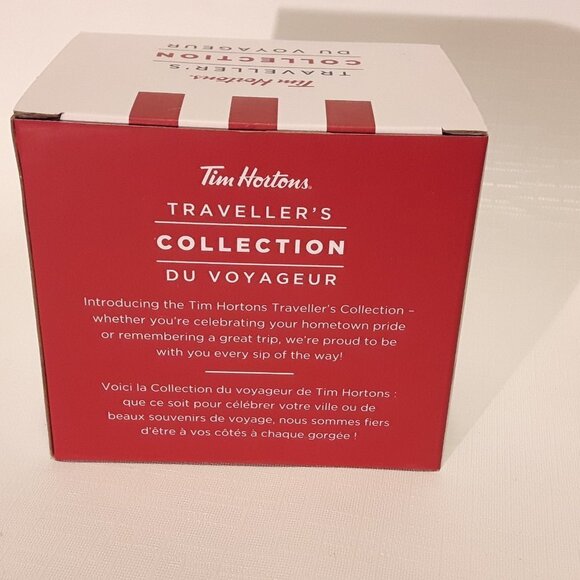 Tim Hortons
TRAVELLER'S
COLLECTION
DU VOYAGEUR
Tim Hortons
TRAVELLER'S
COLLECTION
DU VOYAGEUR
Introducing the Tim Hortons Traveller's Collection –
whether you're celebrating your hometown pride
or remembering a great trip, we're proud to be
with you every sip of the way!
Voici la Collection du voyageur de Tim Hortons :
que ce soit pour célébrer votre ville ou de
beaux souvenirs de voyage, nous sommes fiers
d'être à vos côtés à chaque gorgée !